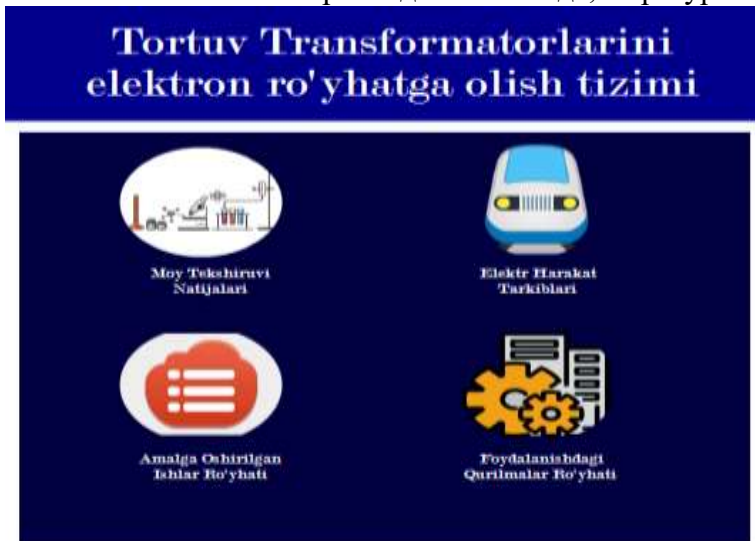 Tortuv Transformatorlarini
elektron ro'yhatga olish tizimi
Moy Tekshiruvi
Natijalari
Elektr Harakat
Tarkiblari
Amalga Oshirilgan
Ishlar Ro'yhati
Foydalanishdagi
Qurilmalar Ro'yhati